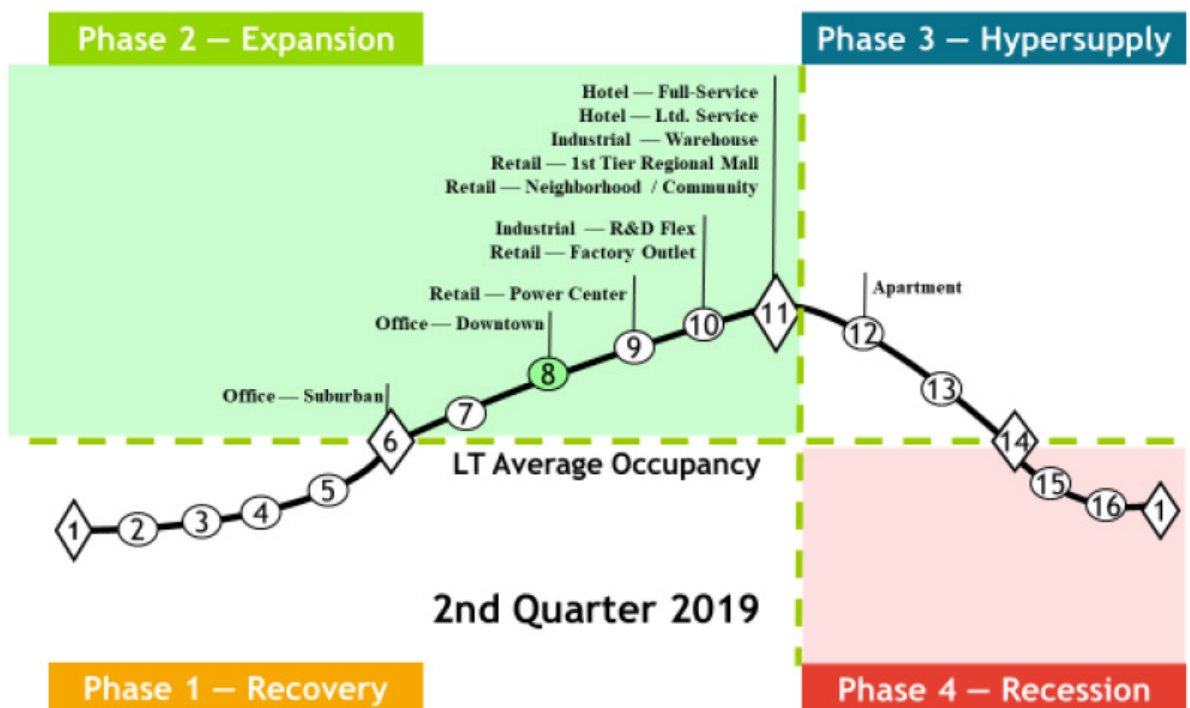 Phase 2 — Expansion
Phase 3 — Hypersupply
Hotel — Full-Service
Hotel — Ltd. Service
Industrial — Warehouse
Retail — 1st Tier Regional Mall
Retail — Neighborhood / Community
Industrial — R&D Flex
Retail — Factory Outlet
Retail — Power Center
Office — Downtown
Office — Suburban
Apartment
1
2
3
4
5
6
7
8
9
10
11
12
13
14
15
16
1
LT Average Occupancy
2nd Quarter 2019
Phase 1 — Recovery
Phase 4 — Recession